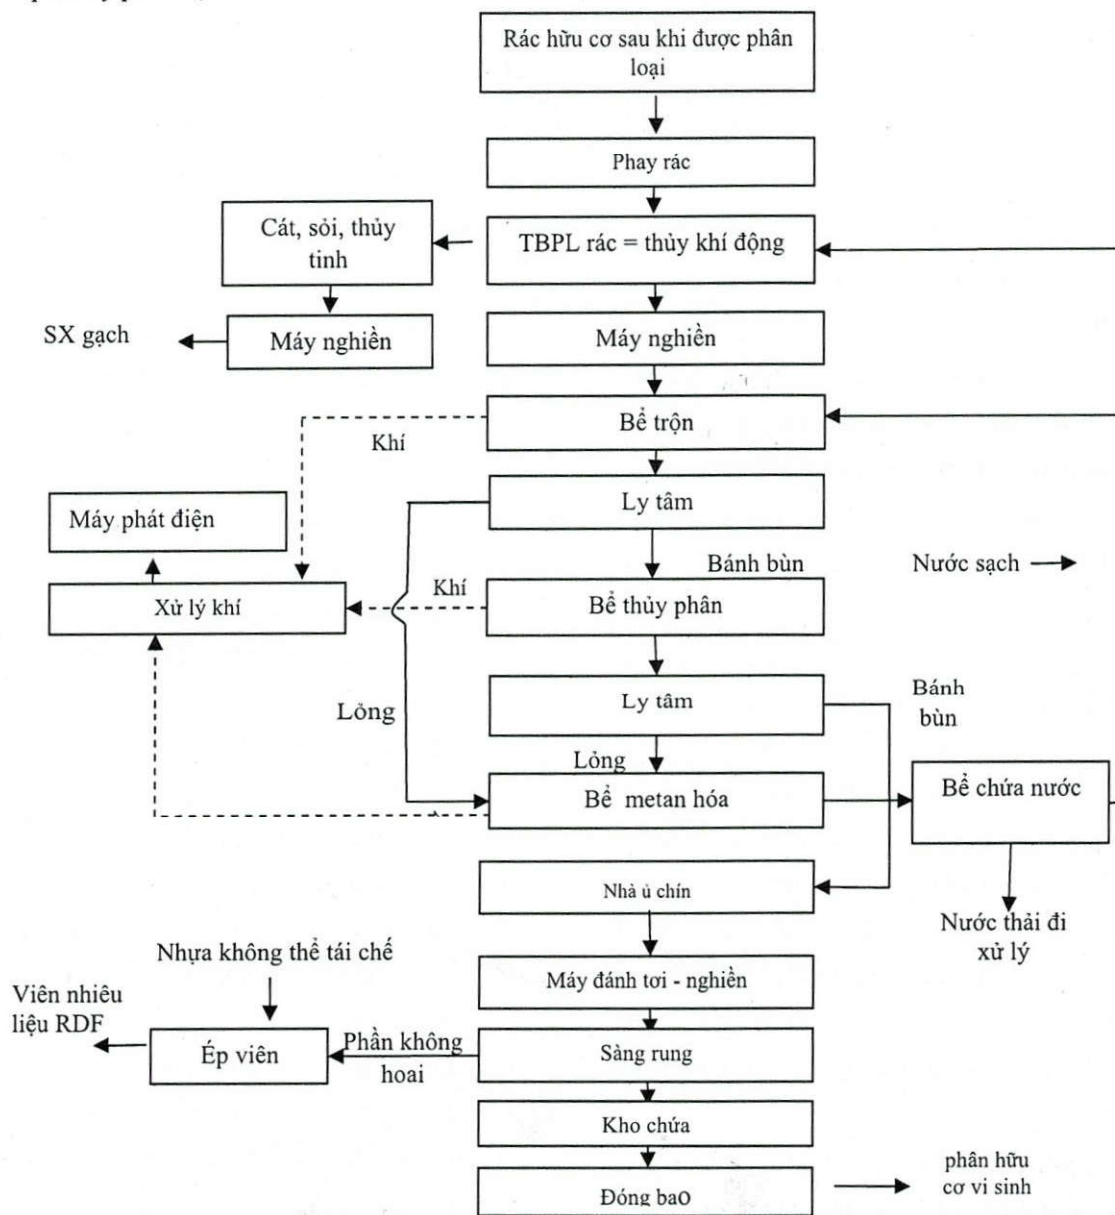 Rác hữu cơ sau khi được phân
loại
Phay rác
Cát, sỏi, thủy
tinh
TBPL rác = thủy khí động
SX gạch
Máy nghiền
Máy nghiền
Bể trộn
Khí
Ly tâm
Máy phát điện
Bánh bùn
Nước sạch
Khí
Xử lý khí
Bể thủy phân
Ly tâm
Bánh
bùn
Lỏng
Lỏng
Bể metan hóa
Bể chứa nước
Nhà ủ chín
Nước thải đi
xử lý
Nhựa không thể tái chế
Máy đánh tơi - nghiền
Viên nhiêu
liệu RDF
Ép viên
Phần không
hoai
Sàng rung
Kho chứa
Đóng bao
phân hữu
cơ vi sinh